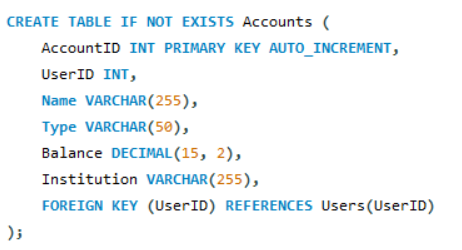 CREATE TABLE IF NOT EXISTS Accounts (
    AccountID INT PRIMARY KEY AUTO_INCREMENT,
    UserID INT,
    Name VARCHAR(255),
    Type VARCHAR(50),
    Balance DECIMAL(15, 2),
    Institution VARCHAR(255),
    FOREIGN KEY (UserID) REFERENCES Users(UserID)
);